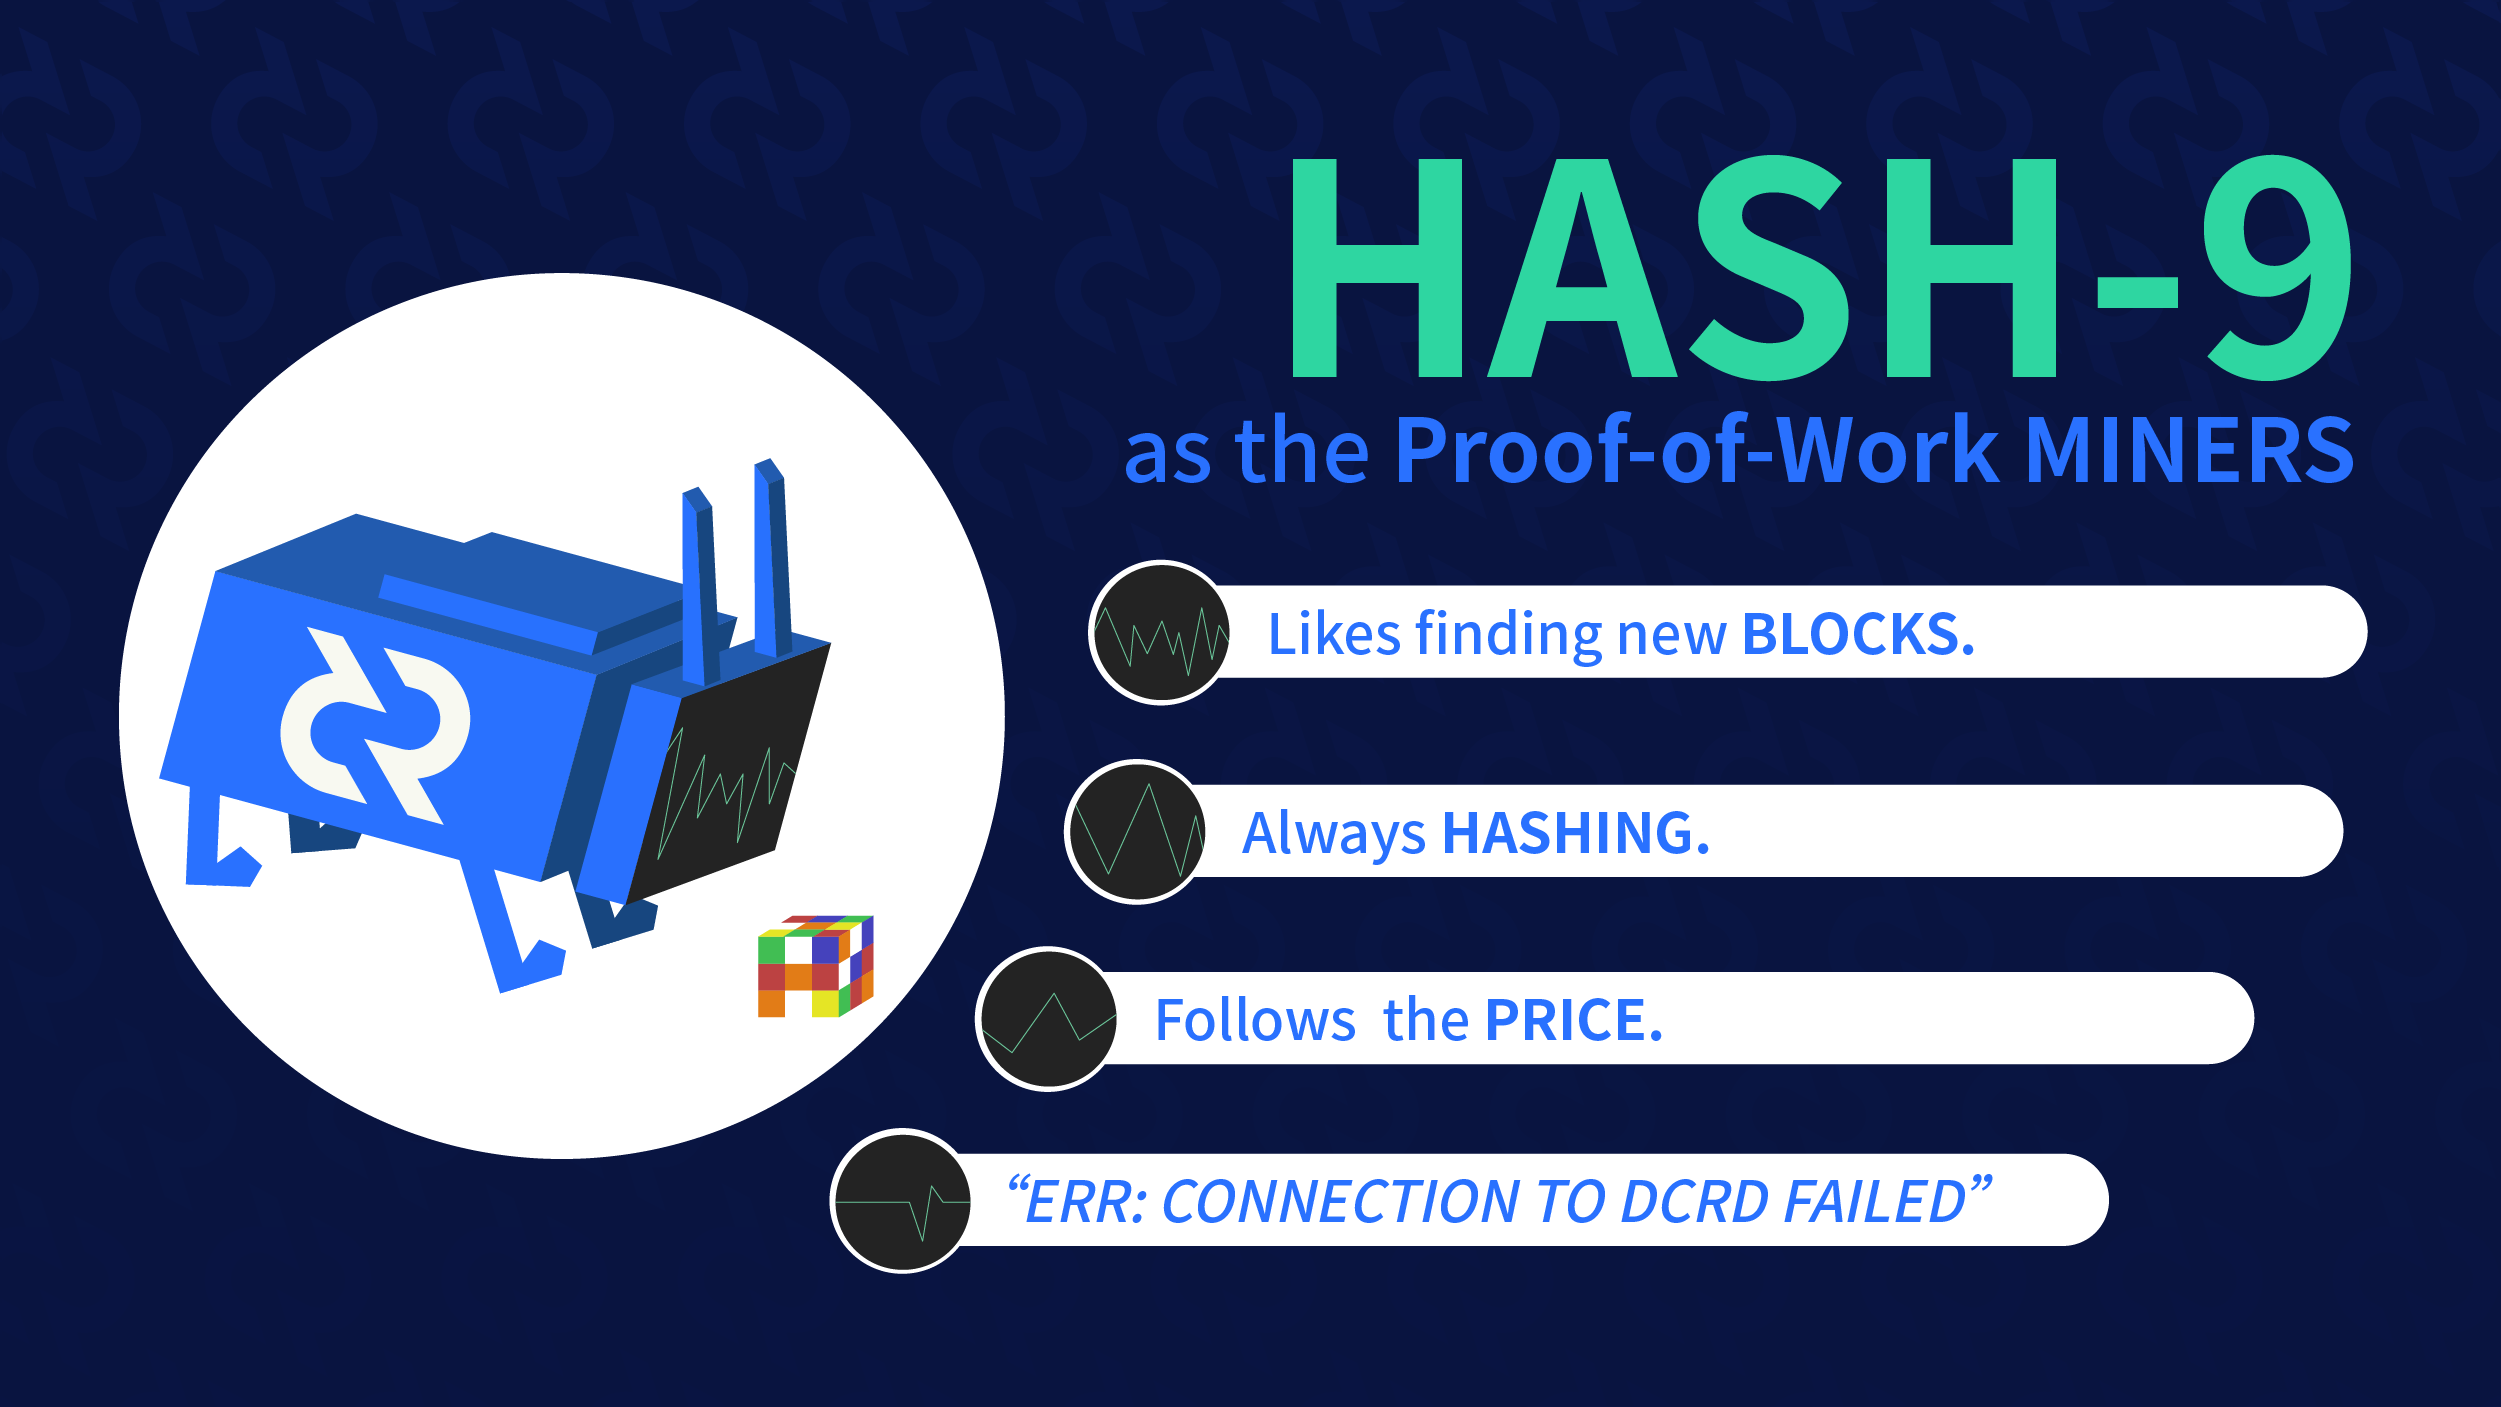 HASH-9
as the Proof-of-Work MINERS
Likes finding new BLOCKS.
Always HASHING.
Follows the PRICE.
“ERR: CONNECTION TO DCRD FAILED”